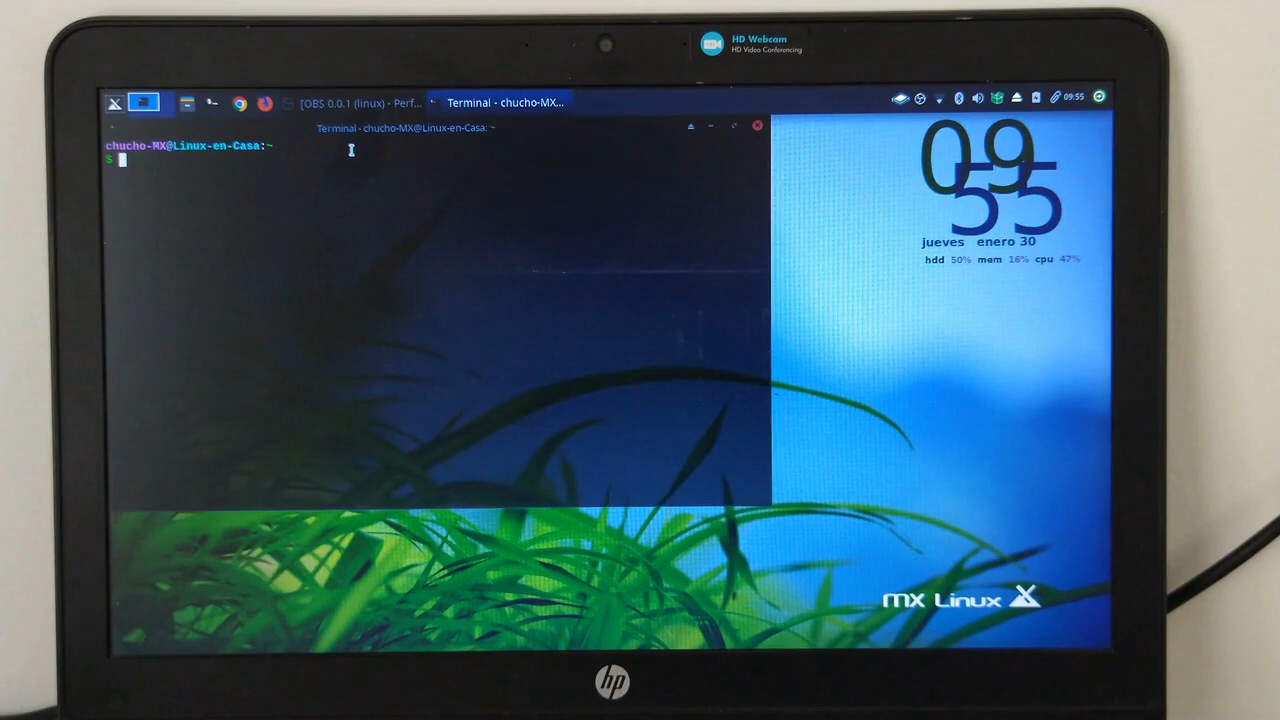 HD Webcam
HD Video Conferencing
[OBS 0.0.1 (linux) - Perf...
Terminal - chucho-MX...
09:55
Terminal - chucho-MX@Linux-en-Casa: ~
chucho-MX@Linux-en-Casa:~
$
09
55
jueves enero 30
hdd 50% mem 16% cpu 47%
MX Linux
hp